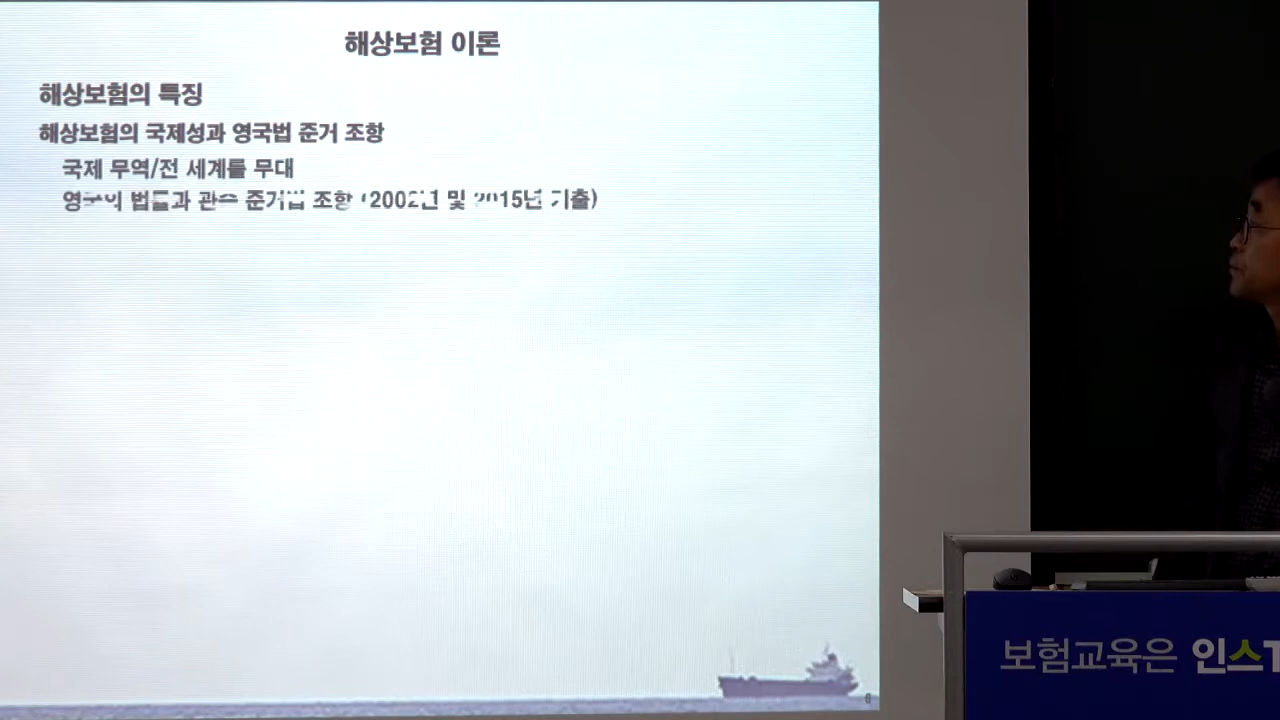 해상보험 이론
해상보험의 특징
해상보험의 국제성과 영국법 준거 조항
국제 무역/전 세계를 무대
영국의 법률과 관습 준거법 조항 (2002년 및 2015년 기출)
6
보험교육은 인스